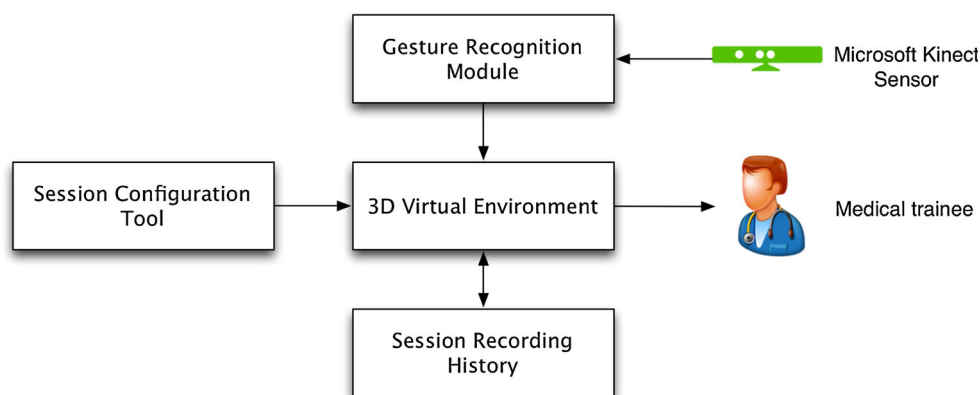 Gesture Recognition
Module
Microsoft Kinect
Sensor
Session Configuration
Tool
3D Virtual Environment
Medical trainee
Session Recording
History